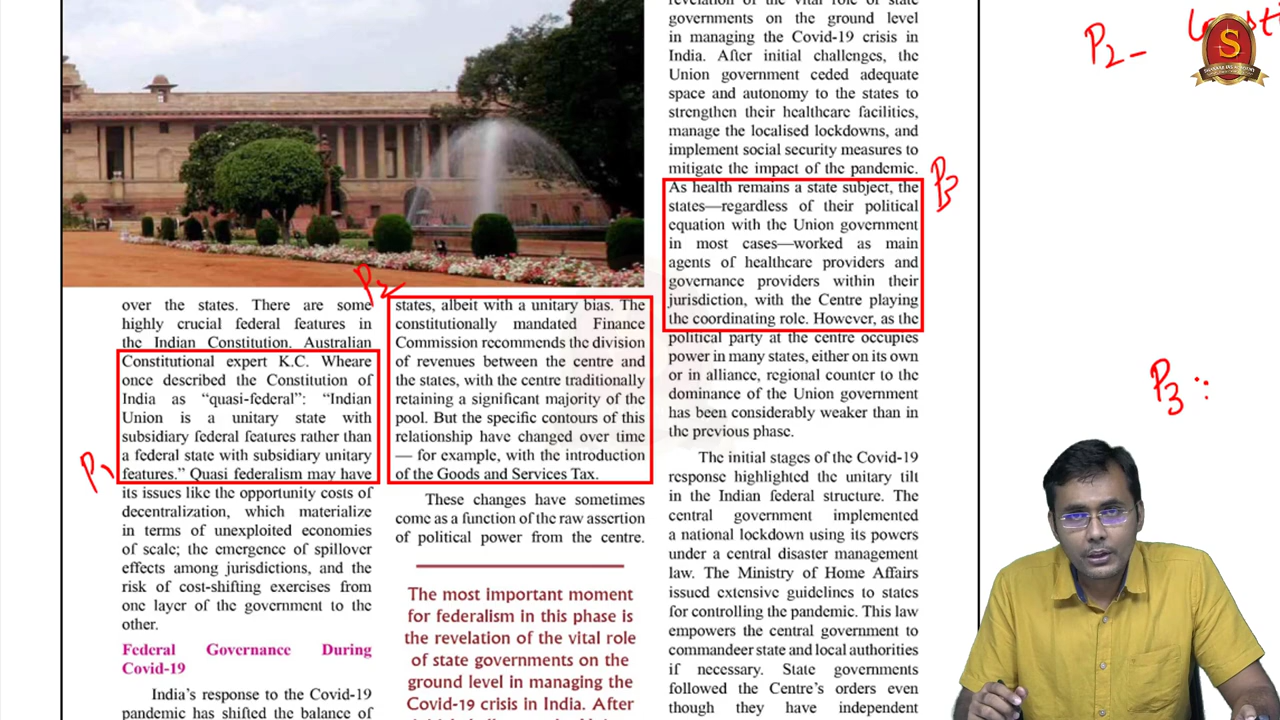 over the states. There are some
highly crucial federal features in
the Indian Constitution. Australian
Constitutional expert K.C. Wheare
once described the Constitution of
India as “quasi-federal”: “Indian
Union is a unitary state with
subsidiary federal features rather than
a federal state with subsidiary unitary
features.” Quasi federalism may have
its issues like the opportunity costs of
decentralization, which materialize
in terms of unexploited economies
of scale; the emergence of spillover
effects among jurisdictions, and the
risk of cost-shifting exercises from
one layer of the government to the
other.
Federal Governance During
Covid-19
India’s response to the Covid-19
pandemic has shifted the balance of
P1
P2
states, albeit with a unitary bias. The
constitutionally mandated Finance
Commission recommends the division
of revenues between the centre and
the states, with the centre traditionally
retaining a significant majority of the
pool. But the specific contours of this
relationship have changed over time
— for example, with the introduction
of the Goods and Services Tax.
These changes have sometimes
come as a function of the raw assertion
of political power from the centre.
The most important moment
for federalism in this phase is
the revelation of the vital role
of state governments on the
ground level in managing the
Covid-19 crisis in India. After
revelation of the vital role of state
governments on the ground level
in managing the Covid-19 crisis in
India. After initial challenges, the
Union government ceded adequate
space and autonomy to the states to
strengthen their healthcare facilities,
manage the localised lockdowns, and
implement social security measures to
mitigate the impact of the pandemic.
As health remains a state subject, the
states—regardless of their political
equation with the Union government
in most cases—worked as main
agents of healthcare providers and
governance providers within their
jurisdiction, with the Centre playing
the coordinating role. However, as the
political party at the centre occupies
power in many states, either on its own
or in alliance, regional counter to the
dominance of the Union government
has been considerably weaker than in
the previous phase.
The initial stages of the Covid-19
response highlighted the unitary tilt
in the Indian federal structure. The
central government implemented
a national lockdown using its powers
under a central disaster management
law. The Ministry of Home Affairs
issued extensive guidelines to states
for controlling the pandemic. This law
empowers the central government to
commandeer state and local authorities
if necessary. State governments
followed the Centre’s orders even
though they have independent
P3
P2 -
P3 :
S